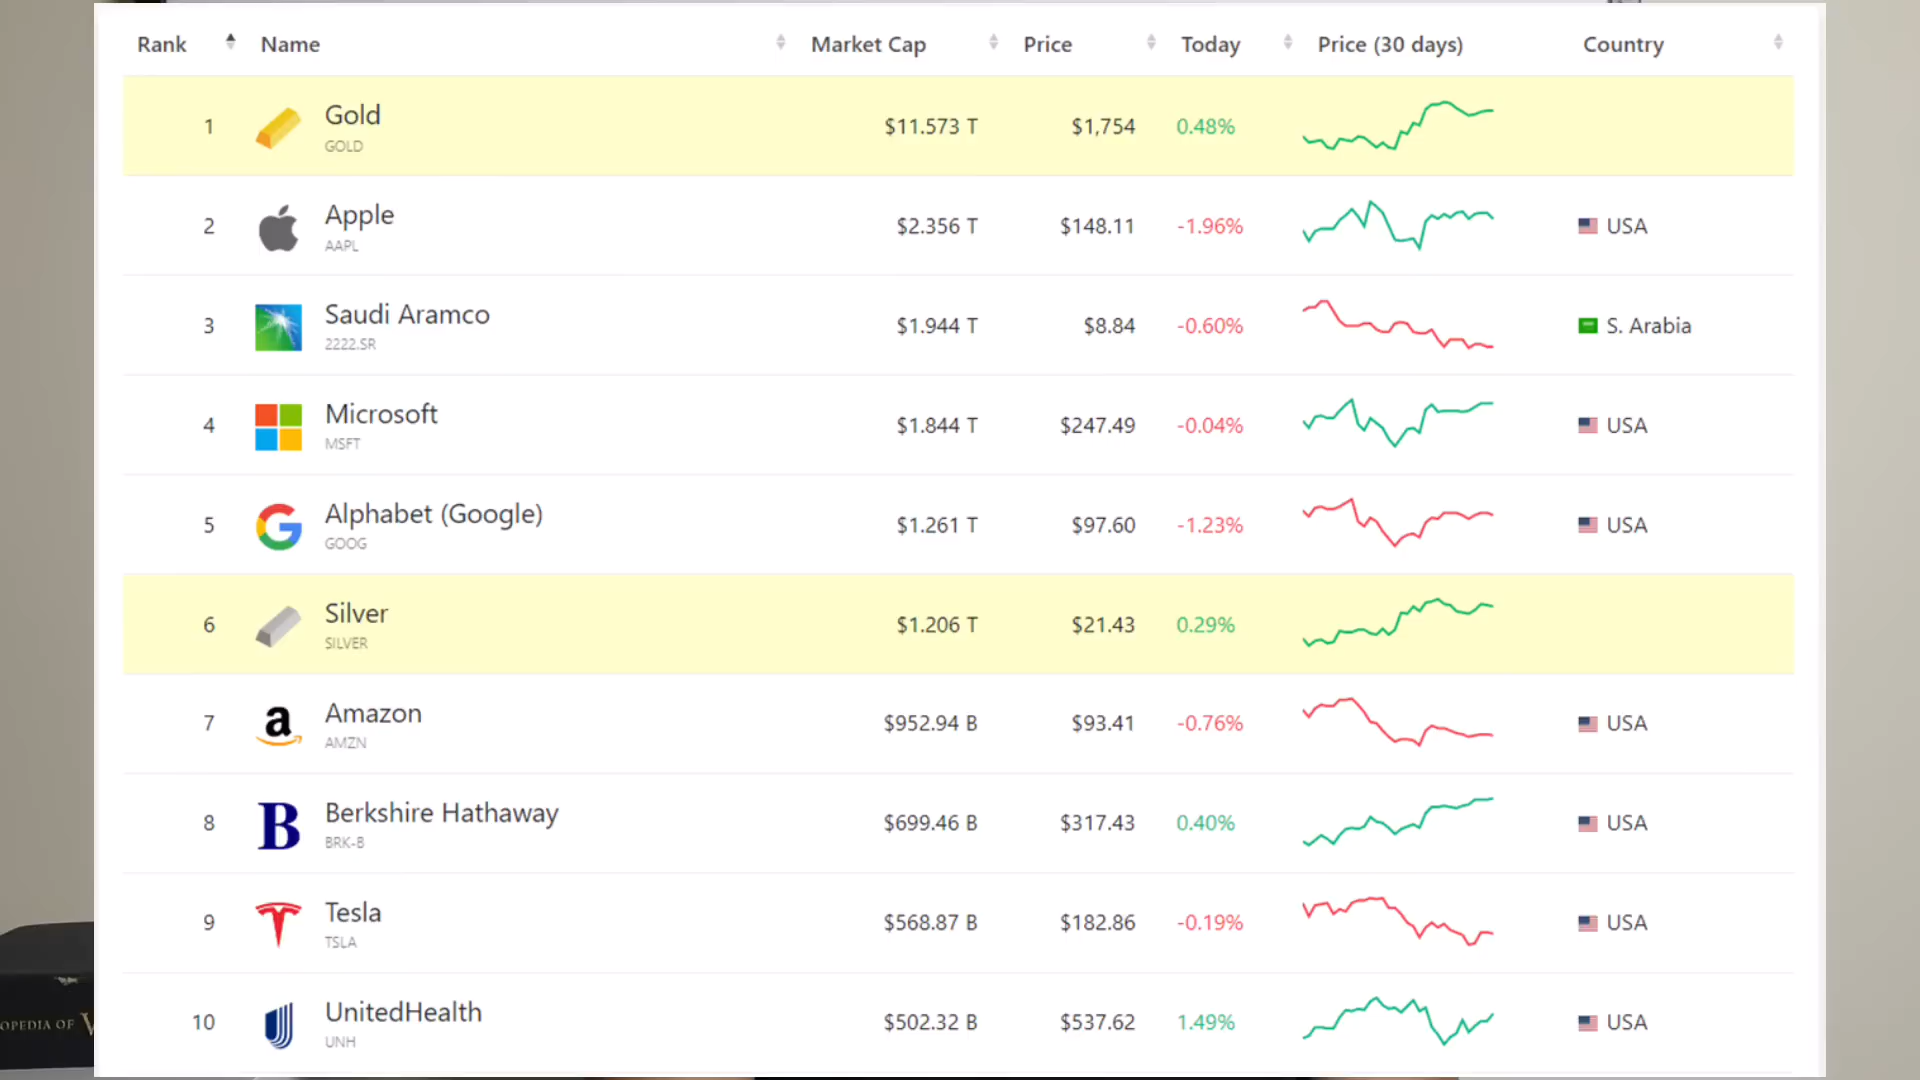 Rank Name Market Cap Price Today Price (30 days) Country
1 Gold $11.573 T $1,754 0.48%
GOLD
2 Apple $2.356 T $148.11 -1.96% USA
AAPL
3 Saudi Aramco $1.944 T $8.84 -0.60% S. Arabia
2222.SR
4 Microsoft $1.844 T $247.49 -0.04% USA
MSFT
5 Alphabet (Google) $1.261 T $97.60 -1.23% USA
GOOG
6 Silver $1.206 T $21.43 0.29%
SILVER
7 Amazon $952.94 B $93.41 -0.76% USA
AMZN
8 Berkshire Hathaway $699.46 B $317.43 0.40% USA
BRK-B
9 Tesla $568.87 B $182.86 -0.19% USA
TSLA
10 UnitedHealth $502.32 B $537.62 1.49% USA
UNH
OPEDIA OF